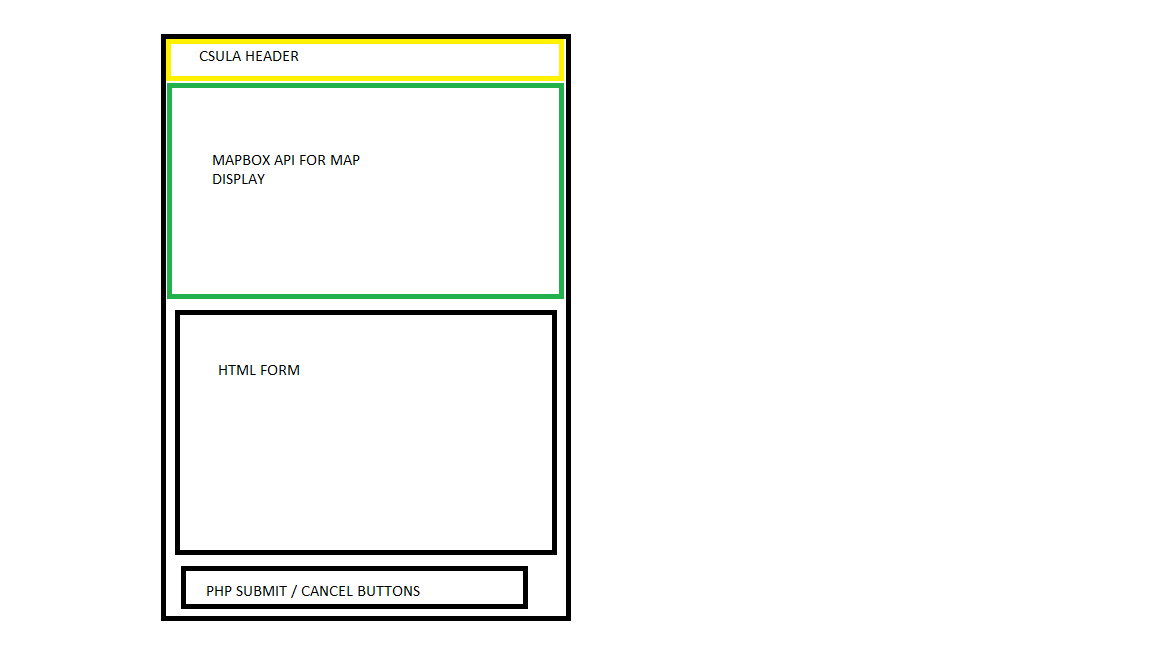 CSULA HEADER
MAPBOX API FOR MAP
DISPLAY
HTML FORM
PHP SUBMIT / CANCEL BUTTONS